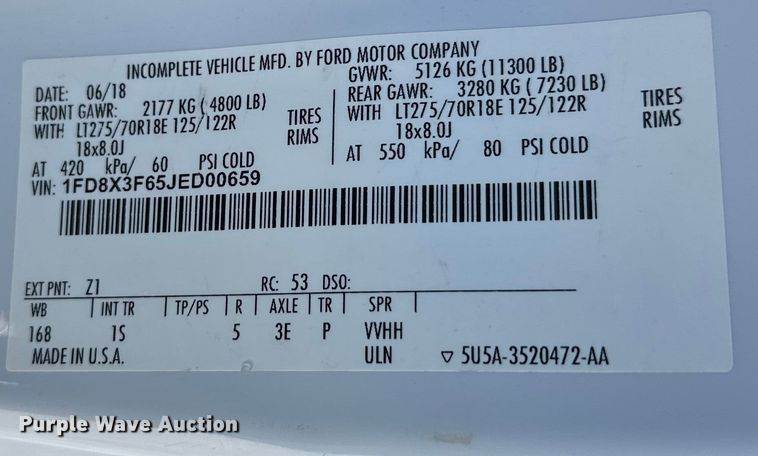 INCOMPLETE VEHICLE MFD. BY FORD MOTOR COMPANY
DATE: 06/18
GVWR: 5126 KG (11300 LB)
FRONT GAWR: 2177 KG ( 4800 LB)
REAR GAWR: 3280 KG ( 7230 LB)
WITH LT275/70R18E 125/122R TIRES
WITH LT275/70R18E 125/122R TIRES
18x8.0J RIMS
18x8.0J RIMS
AT 420 kPa/ 60 PSI COLD
AT 550 kPa/ 80 PSI COLD
VIN: 1FD8X3F65JED00659
EXT PNT: Z1 RC: 53 DSO:
WB INT TR TP/PS R AXLE TR SPR
168 1S 5 3E P VVHH
MADE IN U.S.A. ULN ▽ 5U5A-3520472-AA
Purple Wave Auction